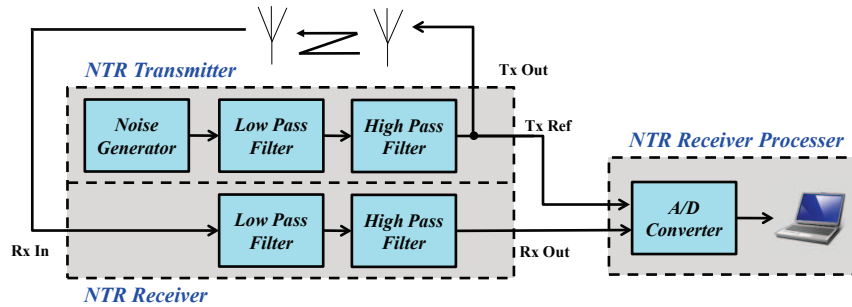 NTR Transmitter
Tx Out
Noise
Generator
Low Pass
Filter
High Pass
Filter
Tx Ref
NTR Receiver Processer
A/D
Converter
Low Pass
Filter
High Pass
Filter
Rx In
Rx Out
NTR Receiver